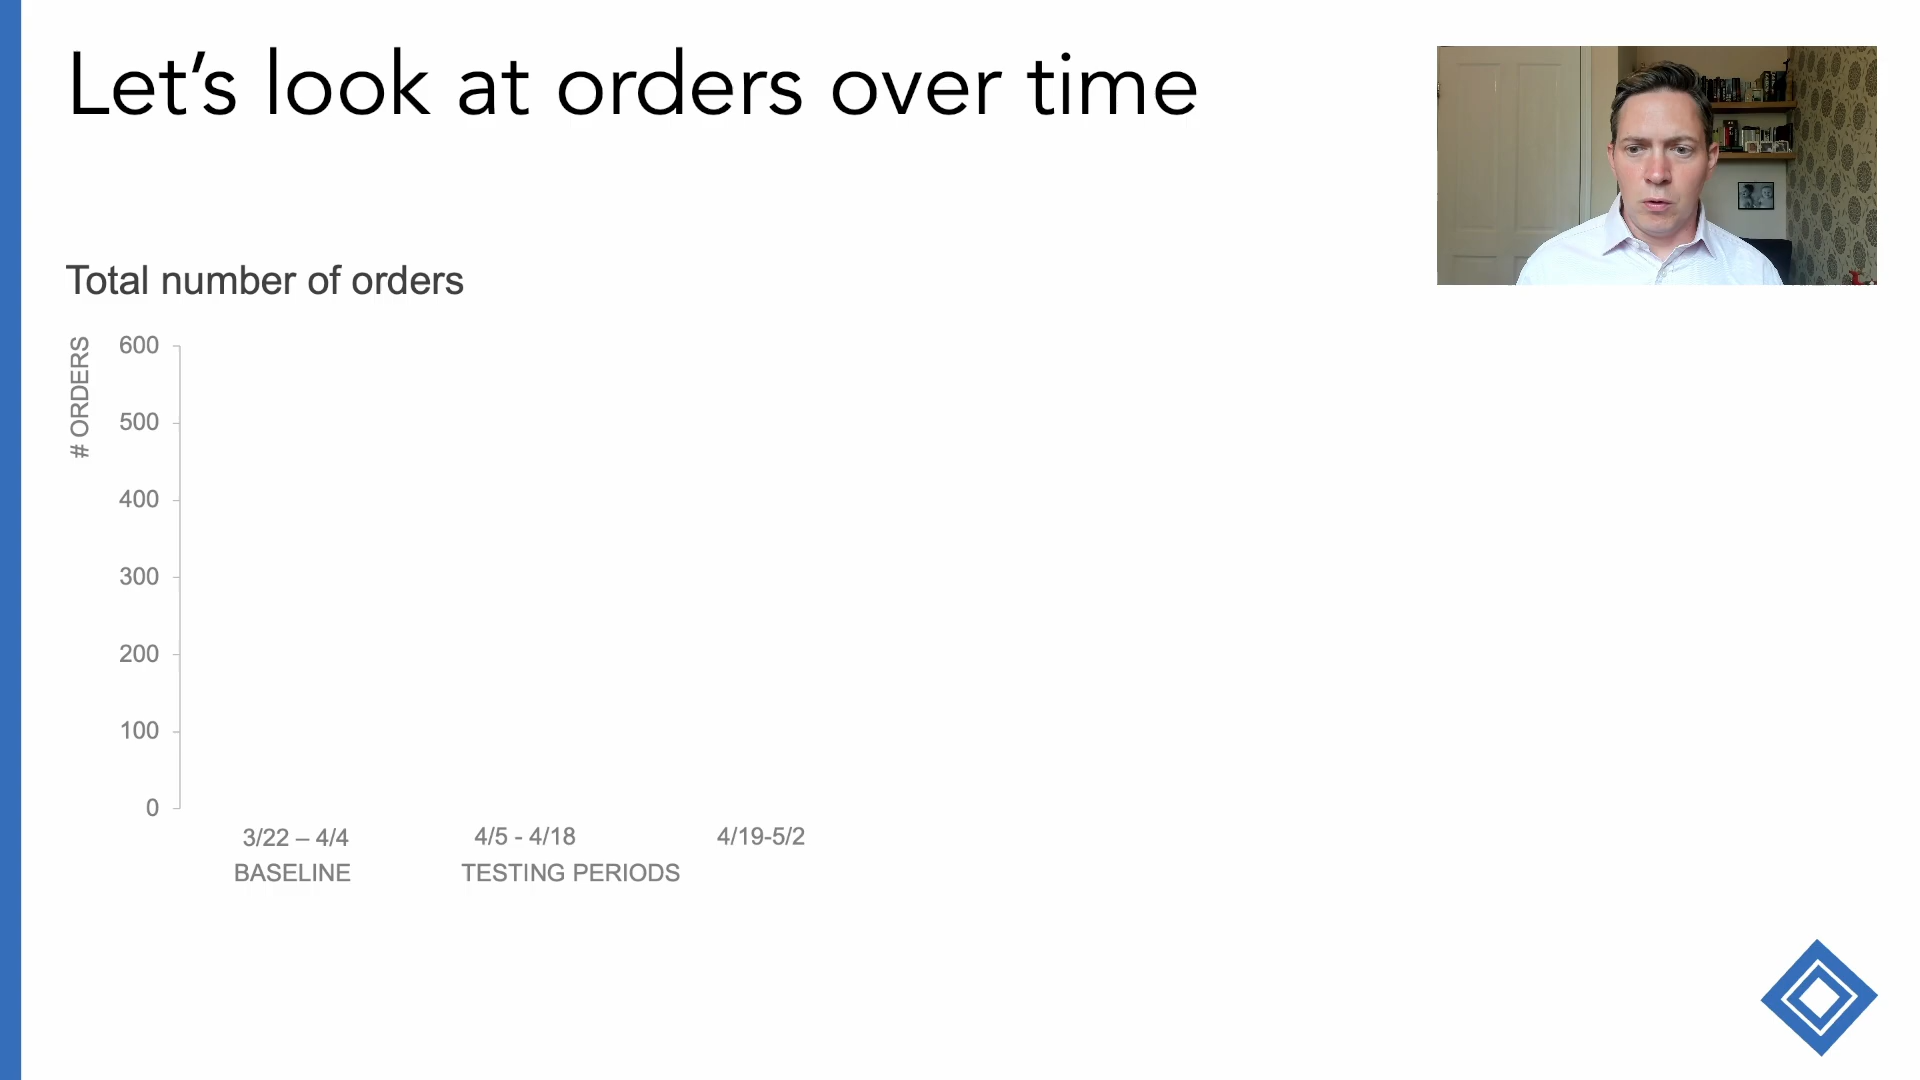 Let’s look at orders over time
Total number of orders
# ORDERS
600
500
400
300
200
100
0
3/22 – 4/4
4/5 - 4/18
4/19-5/2
BASELINE
TESTING PERIODS